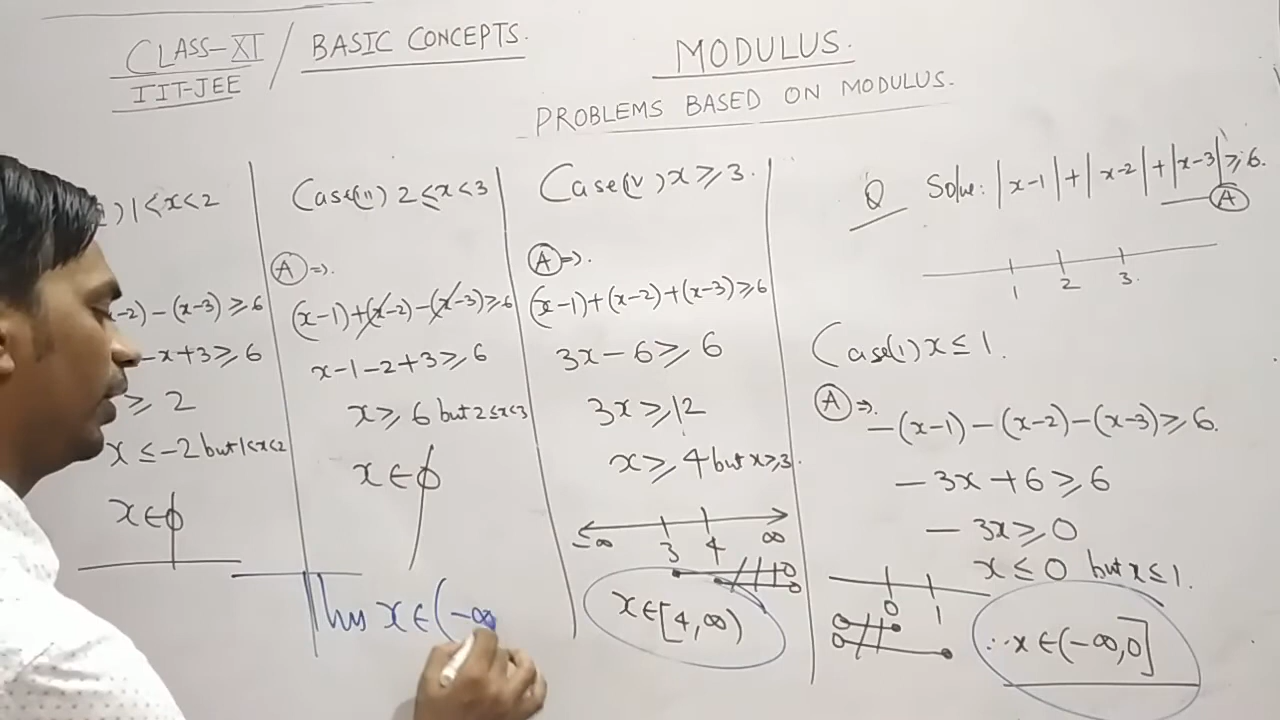 CLASS-XI / BASIC CONCEPTS.
IIT-JEE
MODULUS.
PROBLEMS BASED ON MODULUS.
) 1<x<2
-2)-(x-3)≥6
-x+3≥6
≥2
x≤-2 but 1<x<2
x∈ϕ
Case(iii) 2≤x<3
(A)⇒.
(x-1)+(x-2)-(x-3)≥6
x-1-2+3≥6
x≥6 but 2≤x<3
x∈ϕ
Thus x∈(-∞
Case(iv) x≥3.
(A)⇒.
(x-1)+(x-2)+(x-3)≥6
3x-6≥6
3x≥12
x≥4 but x≥3.
-∞ 3 4 ∞
x∈[4,∞)
Q Solve: |x-1|+|x-2|+|x-3|≥6.
(A)
1 2 3.
Case(i) x≤1.
(A)⇒.
-(x-1)-(x-2)-(x-3)≥6.
-3x+6≥6
-3x≥0
x≤0 but x≤1.
0 1
∴x∈(-∞,0]